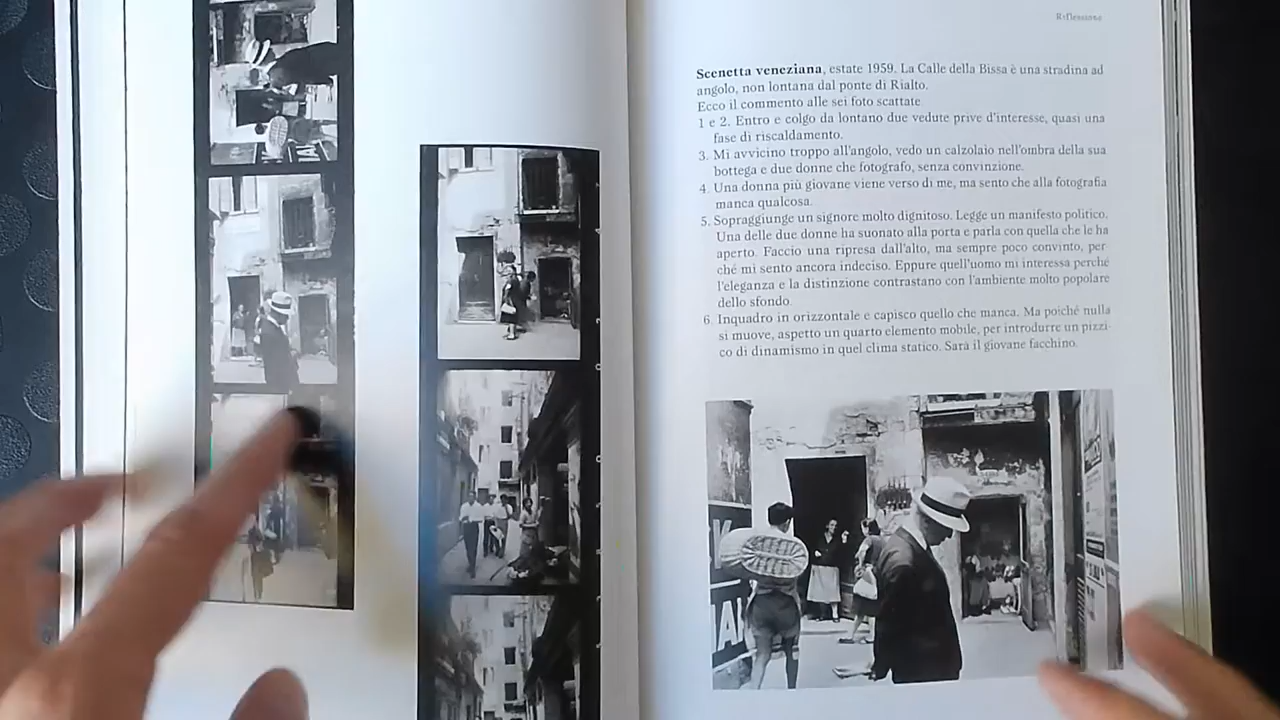 Riflessione
Scenetta veneziana, estate 1959. La Calle della Bissa è una stradina ad
angolo, non lontana dal ponte di Rialto.
Ecco il commento alle sei foto scattate
1 e 2. Entro e colgo da lontano due vedute prive d'interesse, quasi una
fase di riscaldamento.
3. Mi avvicino troppo all'angolo, vedo un calzolaio nell'ombra della sua
bottega e due donne che fotografo, senza convinzione.
4. Una donna più giovane viene verso di me, ma sento che alla fotografia
manca qualcosa.
5. Sopraggiunge un signore molto dignitoso. Legge un manifesto politico.
Una delle due donne ha suonato alla porta e parla con quella che le ha
aperto. Faccio una ripresa dall'alto, ma sempre poco convinto, per-
ché mi sento ancora indeciso. Eppure quell'uomo mi interessa perché
l'eleganza e la distinzione contrastano con l'ambiente molto popolare
dello sfondo.
6. Inquadro in orizzontale e capisco quello che manca. Ma poiché nulla
si muove, aspetto un quarto elemento mobile, per introdurre un pizzi-
co di dinamismo in quel clima statico. Sarà il giovane facchino.